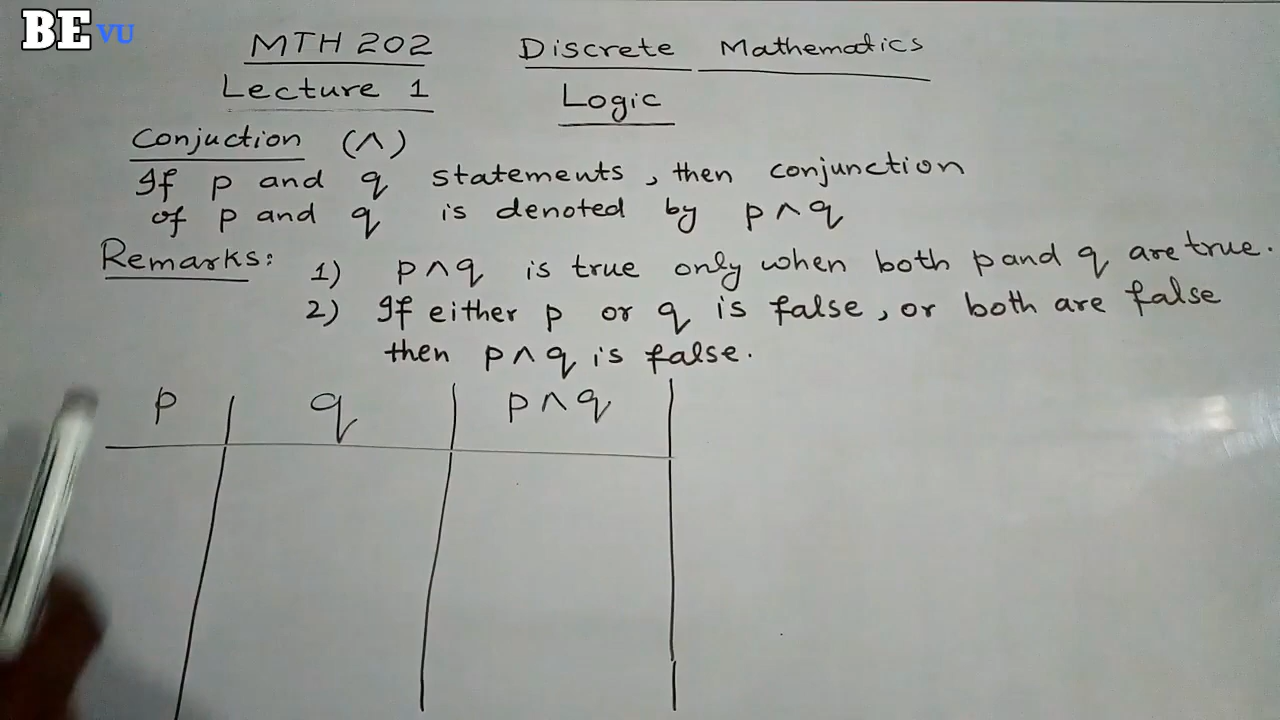 BE VU
MTH 202 Discrete Mathematics
Lecture 1 Logic
Conjuction (∧)
If p and q statements, then conjunction
of p and q is denoted by p ∧ q
Remarks: 1) p∧q is true only when both p and q are true.
2) If either p or q is false, or both are false
then p∧q is false.
p q p∧q